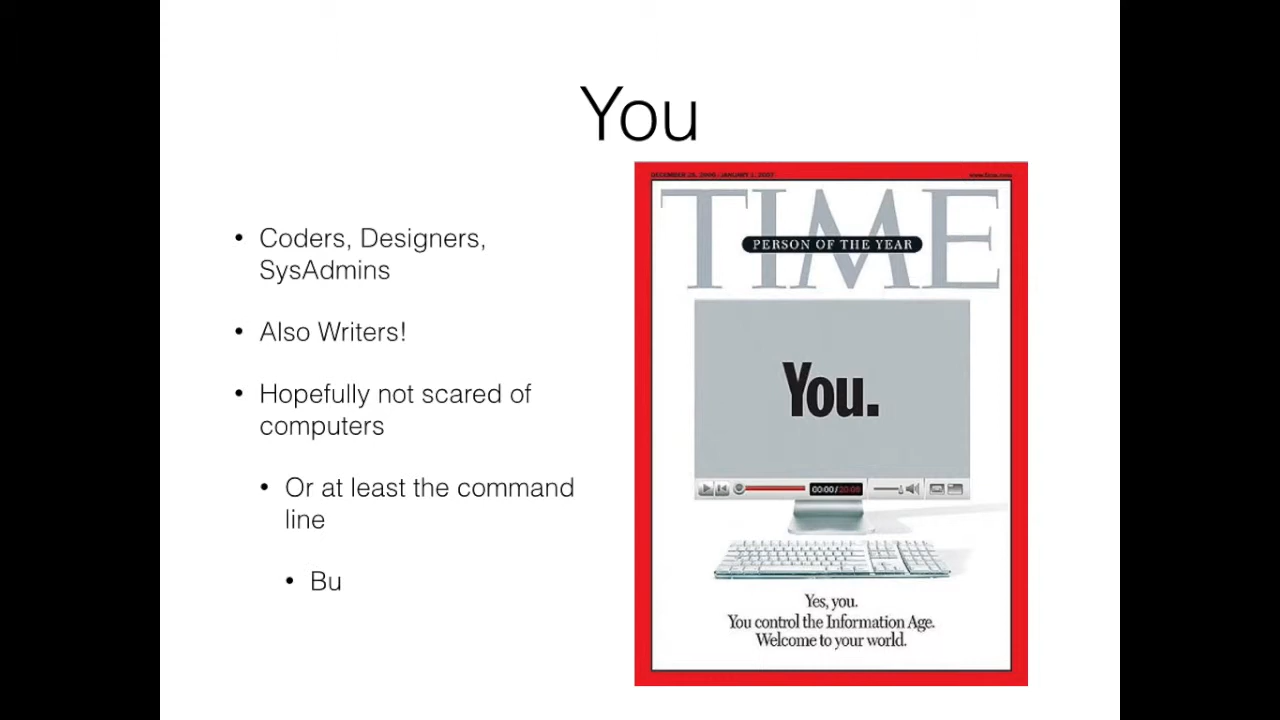 You
• Coders, Designers,
SysAdmins
• Also Writers!
• Hopefully not scared of
computers
• Or at least the command
line
• Bu
DECEMBER 25, 2006 - JANUARY 1, 2007
www.time.com
TIME
PERSON OF THE YEAR
You.
00:00/20:06
Yes, you.
You control the Information Age.
Welcome to your world.